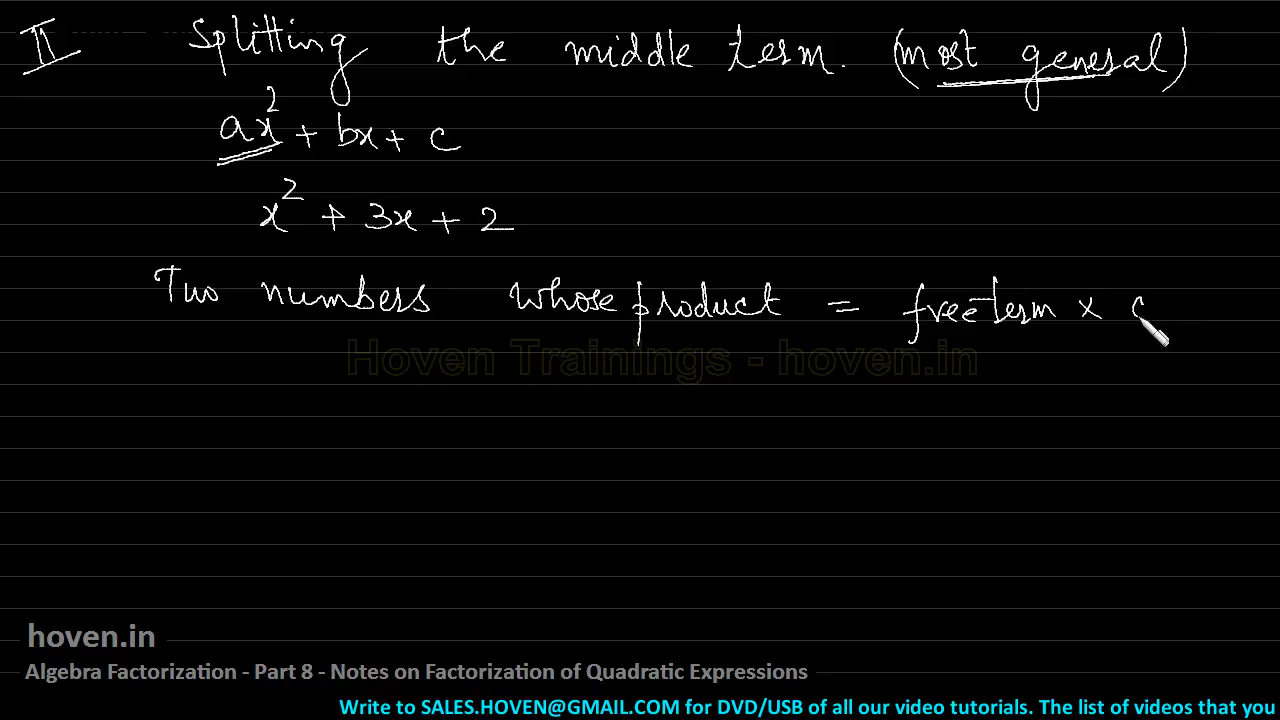 II Splitting the middle term. (most general)
ax² + bx + c
x² + 3x + 2
Two numbers whose product = free-term × c
Hoven Trainings - hoven.in
hoven.in
Algebra Factorization - Part 8 - Notes on Factorization of Quadratic Expressions
Write to SALES.HOVEN@GMAIL.COM for DVD/USB of all our video tutorials. The list of videos that you